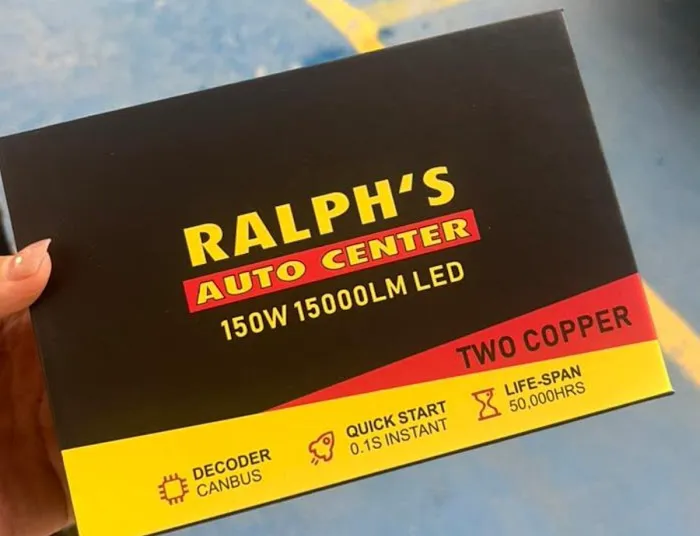 RALPH'S
AUTO CENTER
150W 15000LM LED
TWO COPPER
DECODER
CANBUS
QUICK START
0.1S INSTANT
LIFE-SPAN
50,000HRS